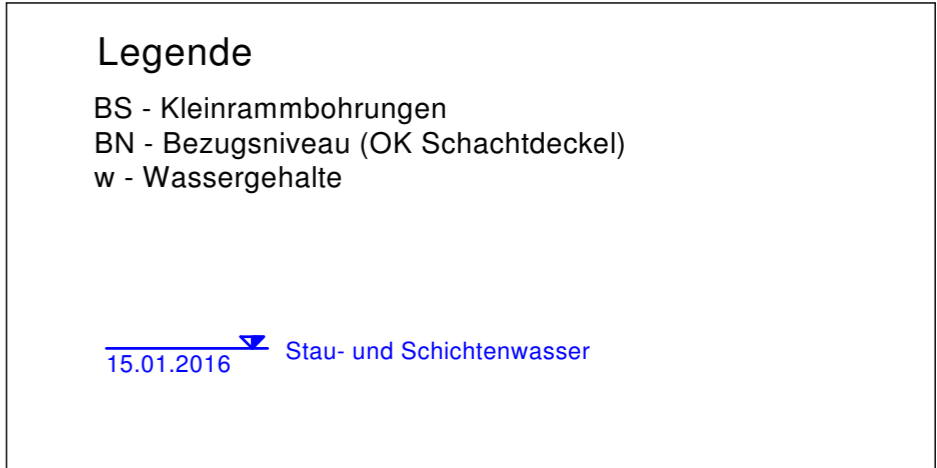 Legende
BS - Kleinrammbohrungen
BN - Bezugsniveau (OK Schachtdeckel)
w - Wassergehalte
15.01.2016
Stau- und Schichtenwasser